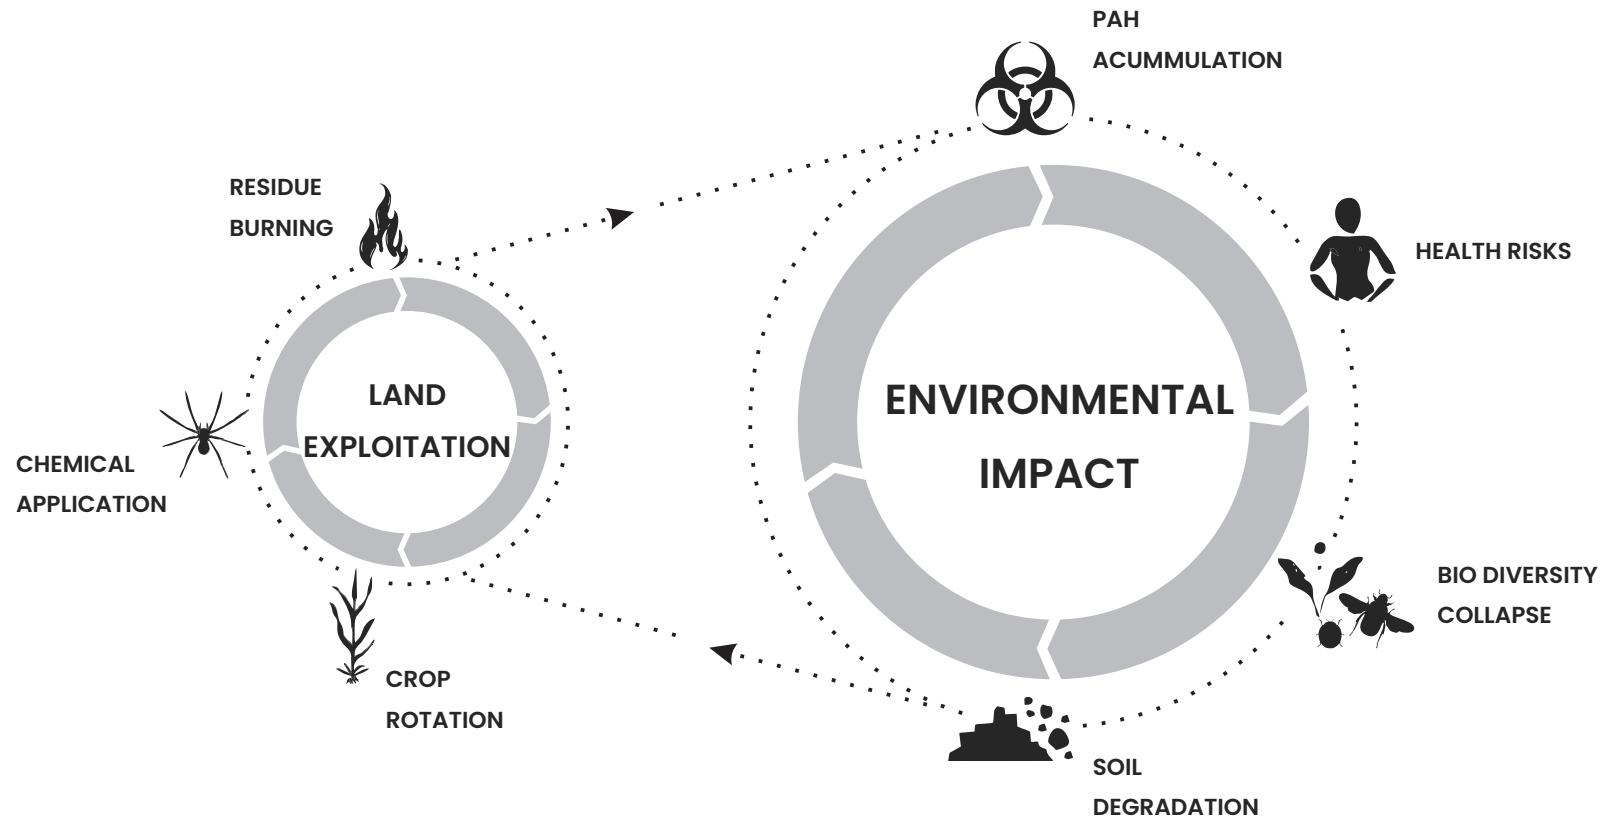 PAH
ACUMMULATION
RESIDUE
BURNING
HEALTH RISKS
LAND
EXPLOITATION
ENVIRONMENTAL
IMPACT
CHEMICAL
APPLICATION
BIO DIVERSITY
COLLAPSE
CROP
ROTATION
SOIL
DEGRADATION